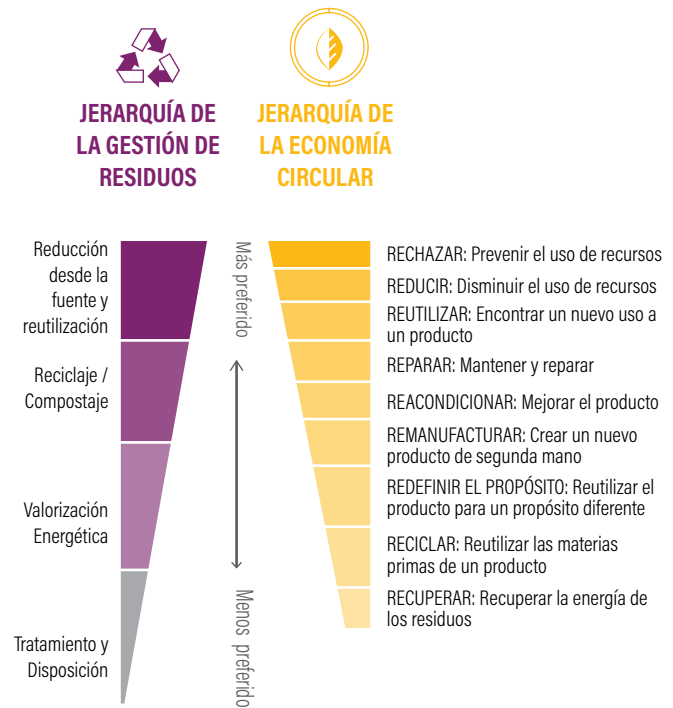 JERARQUÍA DE
LA GESTIÓN DE
RESIDUOS
JERARQUÍA DE
LA ECONOMÍA
CIRCULAR
Reducción
desde la
fuente y
reutilización
Reciclaje /
Compostaje
Valorización
Energética
Tratamiento y
Disposición
Más preferido
Menos preferido
RECHAZAR: Prevenir el uso de recursos
REDUCIR: Disminuir el uso de recursos
REUTILIZAR: Encontrar un nuevo uso a
un producto
REPARAR: Mantener y reparar
REACONDICIONAR: Mejorar el producto
REMANUFACTURAR: Crear un nuevo
producto de segunda mano
REDEFINIR EL PROPÓSITO: Reutilizar el
producto para un propósito diferente
RECICLAR: Reutilizar las materias
primas de un producto
RECUPERAR: Recuperar la energía de
los residuos